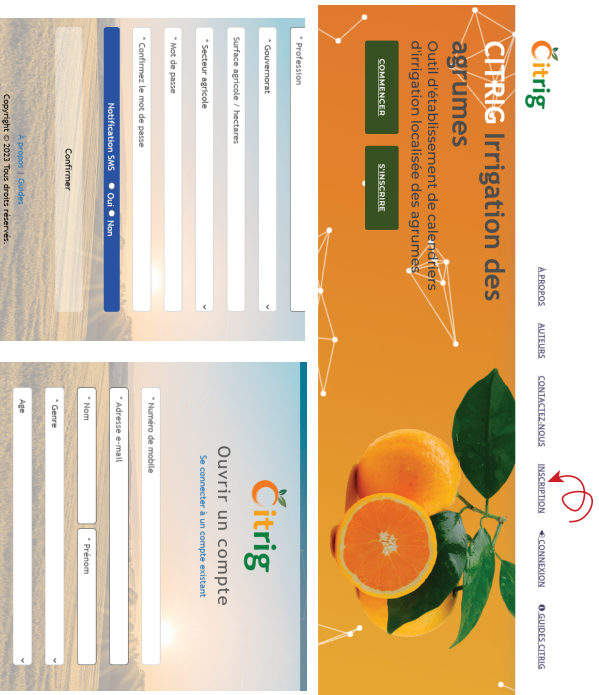 Citrig
À PROPOS
AUTEURS
CONTACTEZ-NOUS
INSCRIPTION
CONNEXION
GUIDES CITRIG
CITRIG Irrigation des
agrumes
Outil d'établissement de calendriers
d'irrigation localisée des agrumes
COMMENCER
S'INSCRIRE
Citrig
Ouvrir un compte
Se connecter à un compte existant
* Numéro de mobile
* Adresse e-mail
* Nom
* Prénom
* Genre
Age
* Profession
* Gouvernorat
Surface agricole / hectares
* Secteur agricole
* Mot de passe
* Confirmez le mot de passe
Notification SMS Oui Non
Confirmer
À propos | Guides
Copyright © 2023 Tous droits réservés.